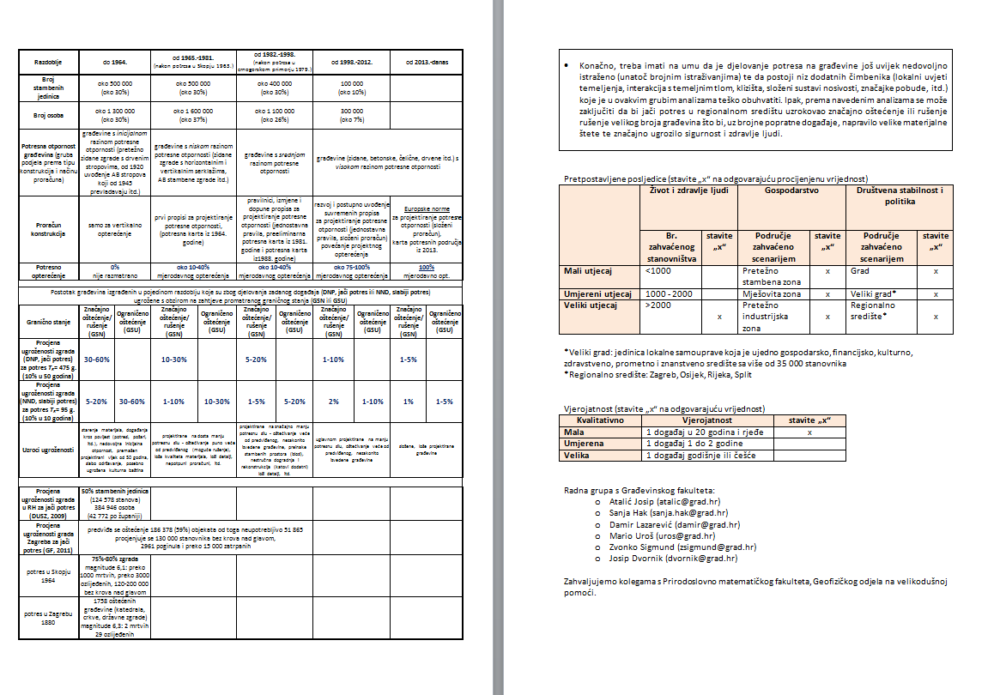 Razdoblje do 1964. od 1965.-1981. (nakon potresa u Skopju 1963.) od 1982.-1998. (nakon potresa u crnogorskom primorju 1979.) od 1998.-2012. od 2013.-danas
Broj stambenih jedinica oko 500 000 (oko 30%) oko 500 000 (oko 30%) oko 400 000 (oko 30%) 100 000 (oko 10%)
Broj osoba oko 1 300 000 (oko 30%) oko 1 600 000 (oko 37%) oko 1 100 000 (oko 26%) 300 000 (oko 7%)
Potresna otpornost građevina (gruba podjela prema tipu konstrukcija i načinu proračuna)
građevine s inicijalnom razinom potresne otpornosti (pretežno zidane zgrade s drvenim stropovima, od 1920 uvođenje AB stropova koji od 1945 prevladavaju itd.)
građevine s niskom razinom potresne otpornosti (zidane zgrade s horizontalnim i vertikalnim serklažima, AB stambene zgrade itd.)
građevine s srednjom razinom potresne otpornosti
građevine (zidane, betonske, čelične, drvene itd.) s visokom razinom potresne otpornosti
Proračun konstrukcija
samo za vertikalno opterećenje
prvi propisi za projektiranje potresne otpornosti, (potresna karta iz 1964. godine)
pravilnici, izmjene i dopune propisa za projektiranje potresne otpornosti (jednostavna pravila, preeliminarna potresna karta iz 1981. godine i potresna karta iz1988. godine)
razvoj i postupno uvođenje suvremenih propisa za projektiranje potresne otpornosti (jednostavna pravila, složeni proračun) povećanje projektnog opterećenja
Europske norme za projektiranje potresne otpornosti (složeni proračun), karta potresnih područja iz 2013.
Potresno opterećenje 0% nije razmatrano oko 10-40% mjerodavnog opterećenja oko 10-40% mjerodavnog opterećenja oko 75-100% mjerodavnog opterećenja 100% mjerodavno opt.
Postotak građevina izgrađenih u pojedinom razdoblju koje su zbog djelovanja zadanog događaja (DNP, jači potres ili NND, slabiji potres)
ugrožene s obzirom na zahtjeve promatranog graničnog stanja (GSN ili GSU)
Granično stanje Značajno oštećenje/ rušenje (GSN) Ograničeno oštećenje (GSU) Značajno oštećenje/ rušenje (GSN) Ograničeno oštećenje (GSU) Značajno oštećenje/ rušenje (GSN) Ograničeno oštećenje (GSU) Značajno oštećenje/ rušenje (GSN) Ograničeno oštećenje (GSU) Značajno oštećenje/ rušenje (GSN) Ograničeno oštećenje (GSU)
Procjena ugroženosti zgrada (DNP, jači potres) za potres = 475 g. (10% u 50 godina) 30-60% 10-30% 5-20% 1-10% 1-5%
Procjena ugroženosti zgrada (NND, slabiji potres) za potres = 95 g. (10% u 10 godina) 5-20% 30-60% 1-10% 10-30% 1-5% 5-20% 2% 1-10% 1% 1-5%
Uzroci ugroženosti
starenje materijala, događanja kroz povijest (potresi, požari, itd.), nedovoljna inicijalna otpornost, premašen projektirani vijek od 50 godina, slabo održavanje, posebno ugrožena kulturna baština
projektirane na dosta manju potresnu silu - oštećivanje puno veće od predviđenog (moguće rušenje), loša kvaliteta materijala, loši detalji, nepotpuni proračuni, itd.
projektirane na značajno manju potresnu silu - oštećivanje veće od predviđenog, nezakonito izvedene građevine, prenamke stambenih prostora nestručna dogradnja i rekonstrukcija (katovi dodatni) loši detalji, itd.
uglavnom projektirane na manju potresnu silu, oštećivanje veće od predviđenog, nezakonito izvedene građevine
složene, loše projektirane građevine
Procjena ugroženosti zgrada u RH za jači potres (DUSZ, 2009) 50% stambenih jedinica (124 578 stanova) 384 946 osoba (42 772 po županiji)
Procjena ugroženosti grada Zagreba za jači potres (GF, 2011) predviđa se oštećenje 186 378 (59%) objekata od toga neupotrebljivo 51 865 procjenjuje se 130 000 stanovnika bez krova nad glavom, 2961 poginula i preko 15 000 zatrpanih
potres u Skopju 1964 75%-80% zgrada magnitude 6,1: preko 1000 mrtvih, preko 3000 ozlijeđenih, 120-200 000 bez krova nad glavom
potres u Zagrebu 1880 1758 oštećenih građevine (katedrala, crkve, državne zgrade) magnitude 6,3: 2 mrtvih 29 ozlijeđenih
• Konačno, treba imati na umu da je djelovanje potresa na građevine još uvijek nedovoljno
istraženo (unatoč brojnim istraživanjima) te da postoji niz dodatnih čimbenika (lokalni uvjeti
temeljenja, interakcija s temeljnim tlom, klizišta, složeni sustavi nosivosti, značajke pobude, itd.)
koje je u ovakvim grubim analizama teško obuhvatiti. Ipak, prema navedenim analizama se može
zaključiti da bi jači potres u regionalnom središtu uzrokovao značajno oštećenje ili rušenje
rušenje velikog broja građevina što bi, uz brojne popratne događaje, napravilo velike materijalne
štete te značajno ugrozilo sigurnost i zdravlje ljudi.
Pretpostavljene posljedice (stavite „x“ na odgovarajuću procijenjenu vrijednost)
Život i zdravlje ljudi Gospodarstvo Društvena stabilnost i politika
Br. zahvaćenog stanovništva stavite „x“ Područje zahvaćeno scenarijem stavite „x“ Područje zahvaćeno scenarijem stavite „x“
Mali utjecaj <1000 Pretežno stambena zona x Grad x
Umjereni utjecaj 1000 - 2000 Mješovita zona x Veliki grad* x
Veliki utjecaj >2000 x Pretežno industrijska zona x Regionalno središte* x
*Veliki grad: jedinica lokalne samouprave koja je ujedno gospodarsko, financijsko, kulturno,
zdravstveno, prometno i znanstveno središte sa više od 35 000 stanovnika
*Regionalno središte: Zagreb, Osijek, Rijeka, Split
Vjerojatnost (stavite „x“ na odgovarajuću vrijednost)
Kvalitativno Vjerojatnost stavite „x“
Mala 1 događaj u 20 godina i rjeđe x
Umjerena 1 događaj 1 do 2 godine
Velika 1 događaj godišnje ili češće
Radna grupa s Građevinskog fakulteta:
o Atalić Josip (atalic@grad.hr)
o Sanja Hak (sanja.hak@grad.hr)
o Damir Lazarević (damir@grad.hr)
o Mario Uroš (uros@grad.hr)
o Zvonko Sigmund (zsigmund@grad.hr)
o Josip Dvornik (dvornik@grad.hr)
Zahvaljujemo kolegama s Prirodoslovno matematičkog fakulteta, Geofizičkog odjela na velikodušnoj
pomoći.